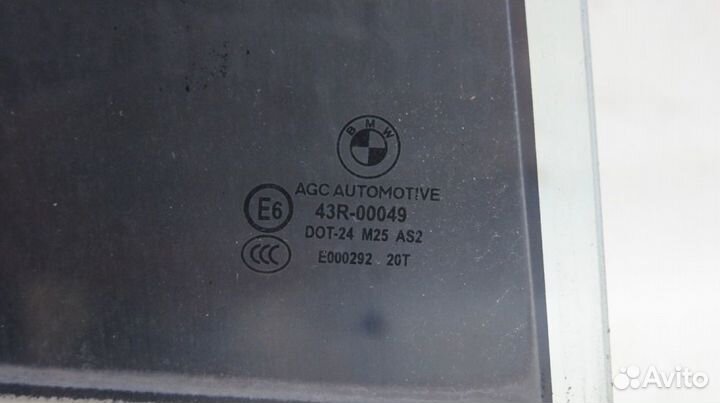 BMW
AGC AUTOMOTIVE
E6 43R-00049
DOT-24 M25 AS2
CCC E000292 20T
Avito